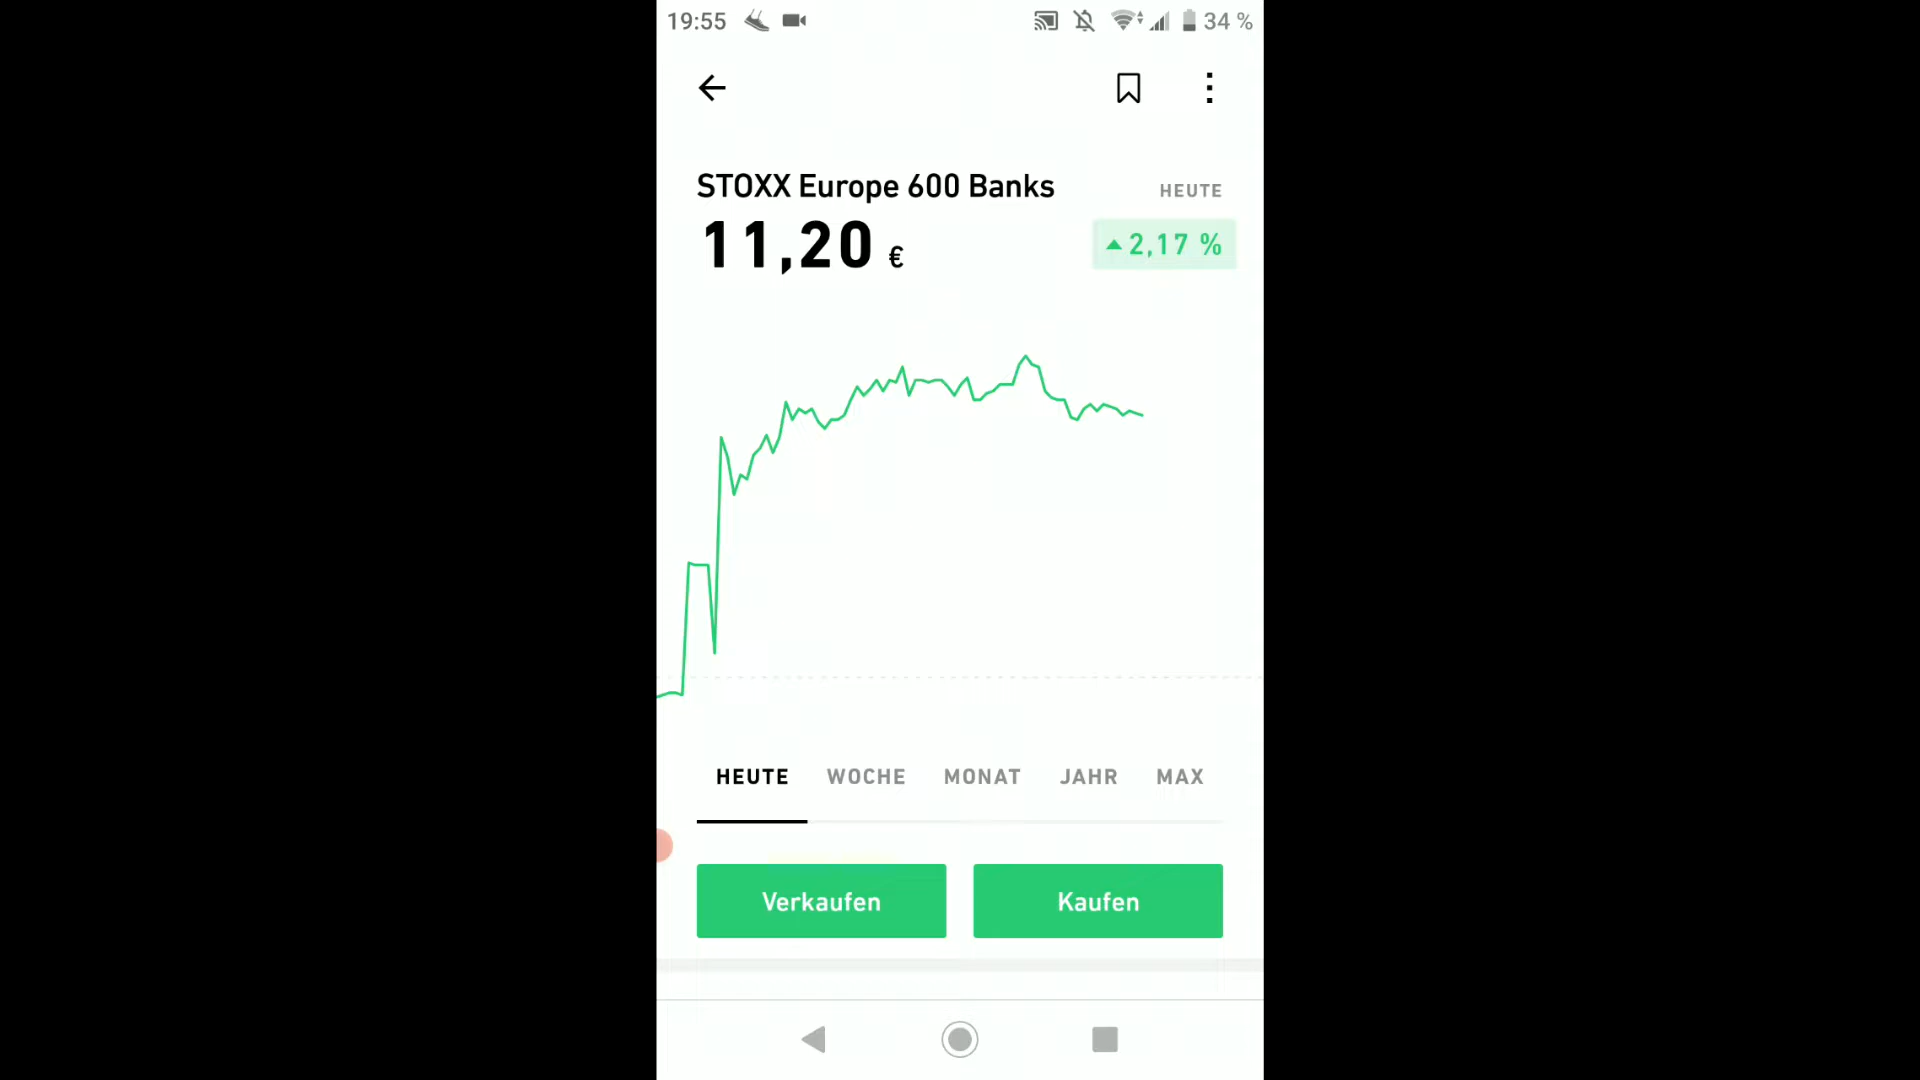 19:55
34 %
STOXX Europe 600 Banks
HEUTE
11,20 €
2,17 %
HEUTE
WOCHE
MONAT
JAHR
MAX
Verkaufen
Kaufen